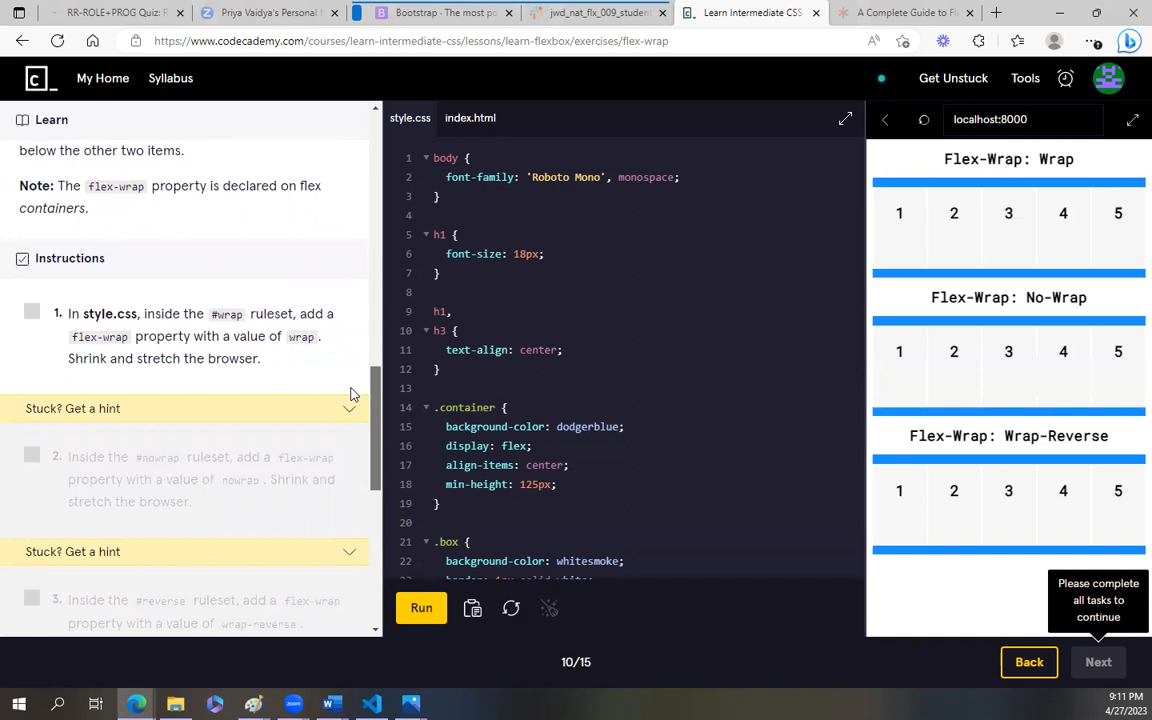 RR-ROLE+PROG Quiz: R
Priya Vaidya's Personal
Bootstrap · The most po
jwd_nat_flx_009_student
Learn Intermediate CSS
A Complete Guide to Fl
https://www.codecademy.com/courses/learn-intermediate-css/lessons/learn-flexbox/exercises/flex-wrap
My Home
Syllabus
Get Unstuck
Tools
Learn
below the other two items.
Note: The flex-wrap property is declared on flex
containers.
Instructions
1. In style.css, inside the #wrap ruleset, add a
flex-wrap property with a value of wrap.
Shrink and stretch the browser.
Stuck? Get a hint
2. Inside the #nowrap ruleset, add a flex-wrap
property with a value of nowrap. Shrink and
stretch the browser.
Stuck? Get a hint
3. Inside the #reverse ruleset, add a flex-wrap
property with a value of wrap-reverse.
style.css
index.html
1 body {
2 font-family: 'Roboto Mono', monospace;
3 }
4
5 h1 {
6 font-size: 18px;
7 }
8
9 h1,
10 h3 {
11 text-align: center;
12 }
13
14 .container {
15 background-color: dodgerblue;
16 display: flex;
17 align-items: center;
18 min-height: 125px;
19 }
20
21 .box {
22 background-color: whitesmoke;
Run
localhost:8000
Flex-Wrap: Wrap
1 2 3 4 5
Flex-Wrap: No-Wrap
1 2 3 4 5
Flex-Wrap: Wrap-Reverse
1 2 3 4 5
Please complete
all tasks to
continue
10/15
Back
Next
9:11 PM
4/27/2023